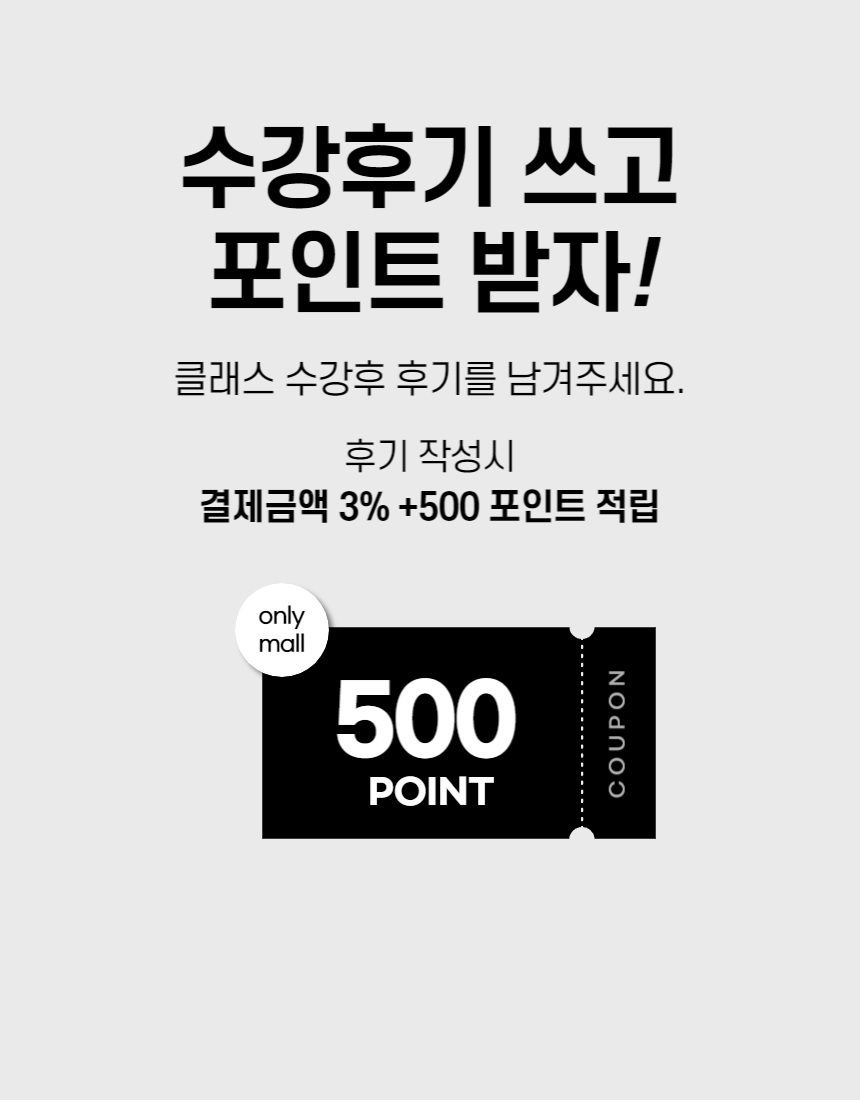 수강후기 쓰고
포인트 받자!
클래스 수강후 후기를 남겨주세요.
후기 작성시
결제금액 3% +500 포인트 적립
only
mall
500
POINT
COUPON